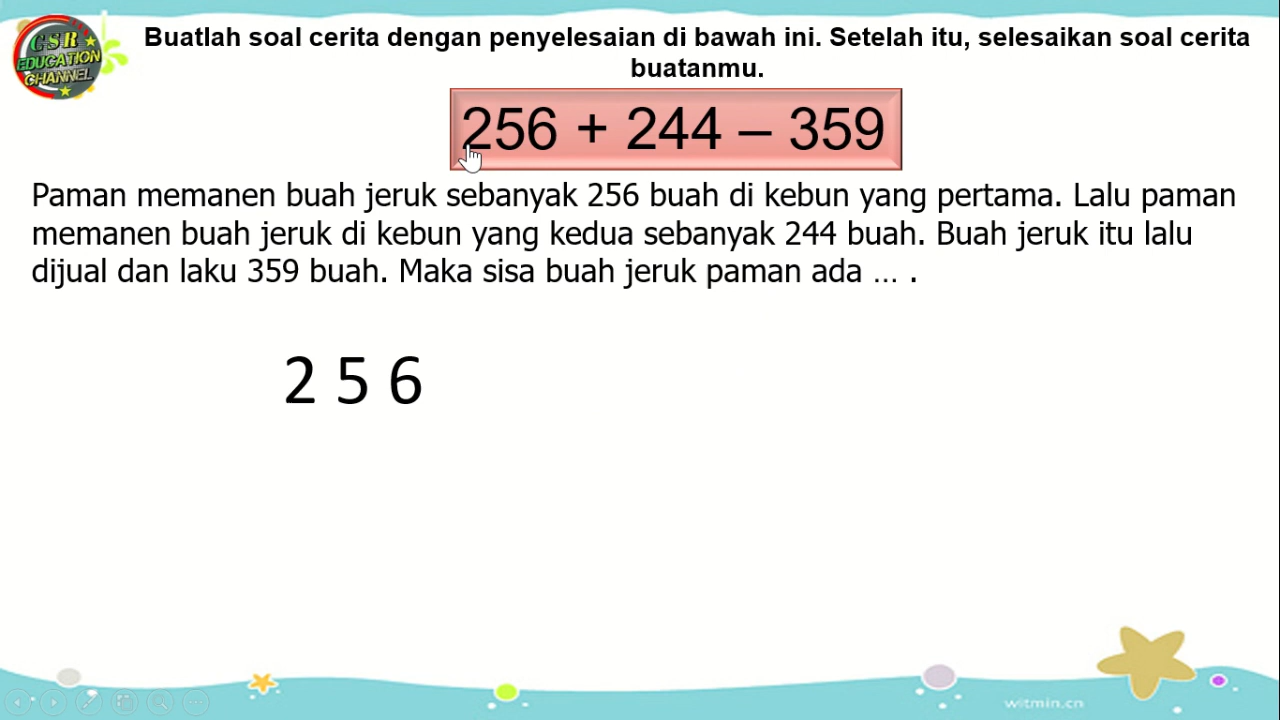 GSR
EDUCATION
CHANNEL
Buatlah soal cerita dengan penyelesaian di bawah ini. Setelah itu, selesaikan soal cerita
buatanmu.
256 + 244 – 359
Paman memanen buah jeruk sebanyak 256 buah di kebun yang pertama. Lalu paman
memanen buah jeruk di kebun yang kedua sebanyak 244 buah. Buah jeruk itu lalu
dijual dan laku 359 buah. Maka sisa buah jeruk paman ada ... .
2 5 6
witmin.cn